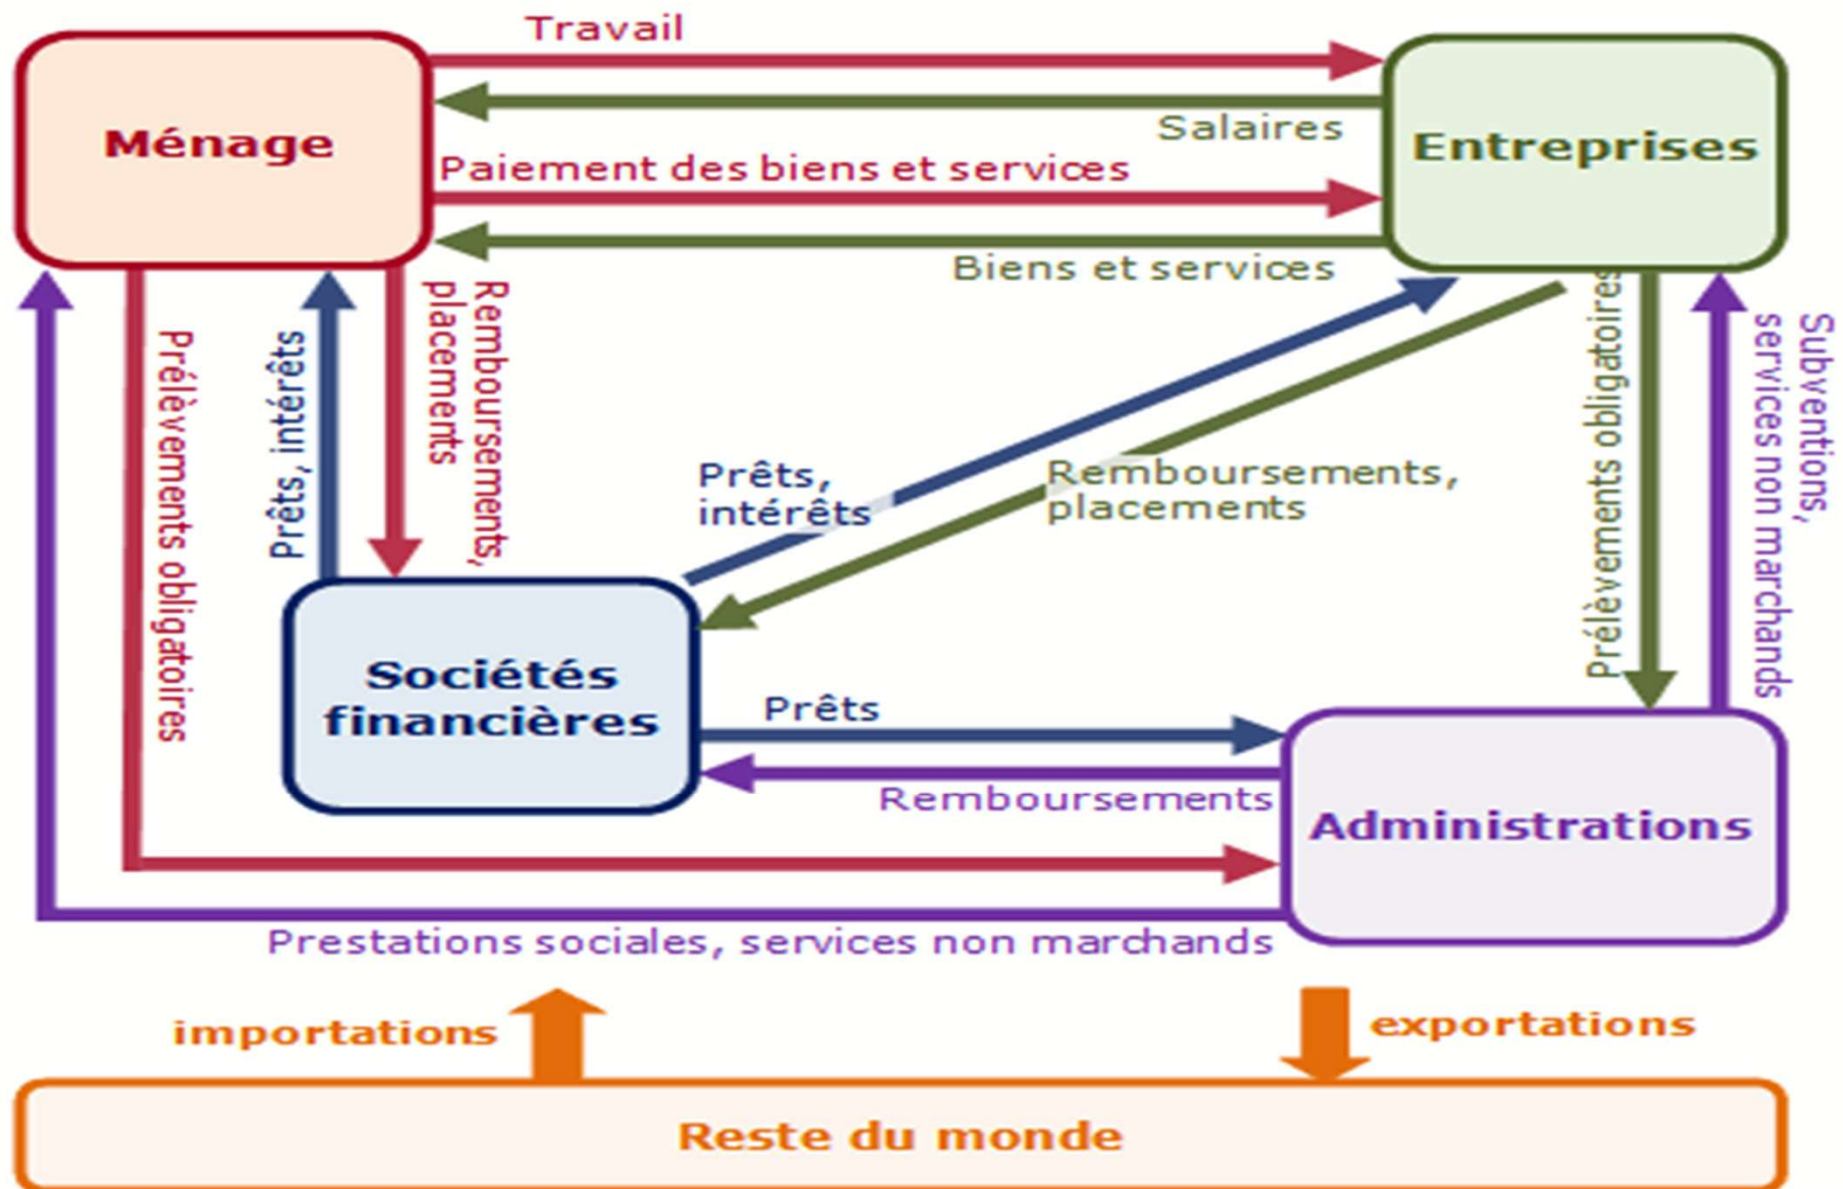 Travail
Ménage
Entreprises
Salaires
Paiement des biens et services
Biens et services
Prélèvements obligatoires
Prêts, intérêts
Remboursements,
placements
Prêts,
intérêts
Remboursements,
placements
Prélèvements obligatoires
Subventions,
services non marchands
Sociétés
financières
Prêts
Remboursements
Administrations
Prestations sociales, services non marchands
importations
exportations
Reste du monde